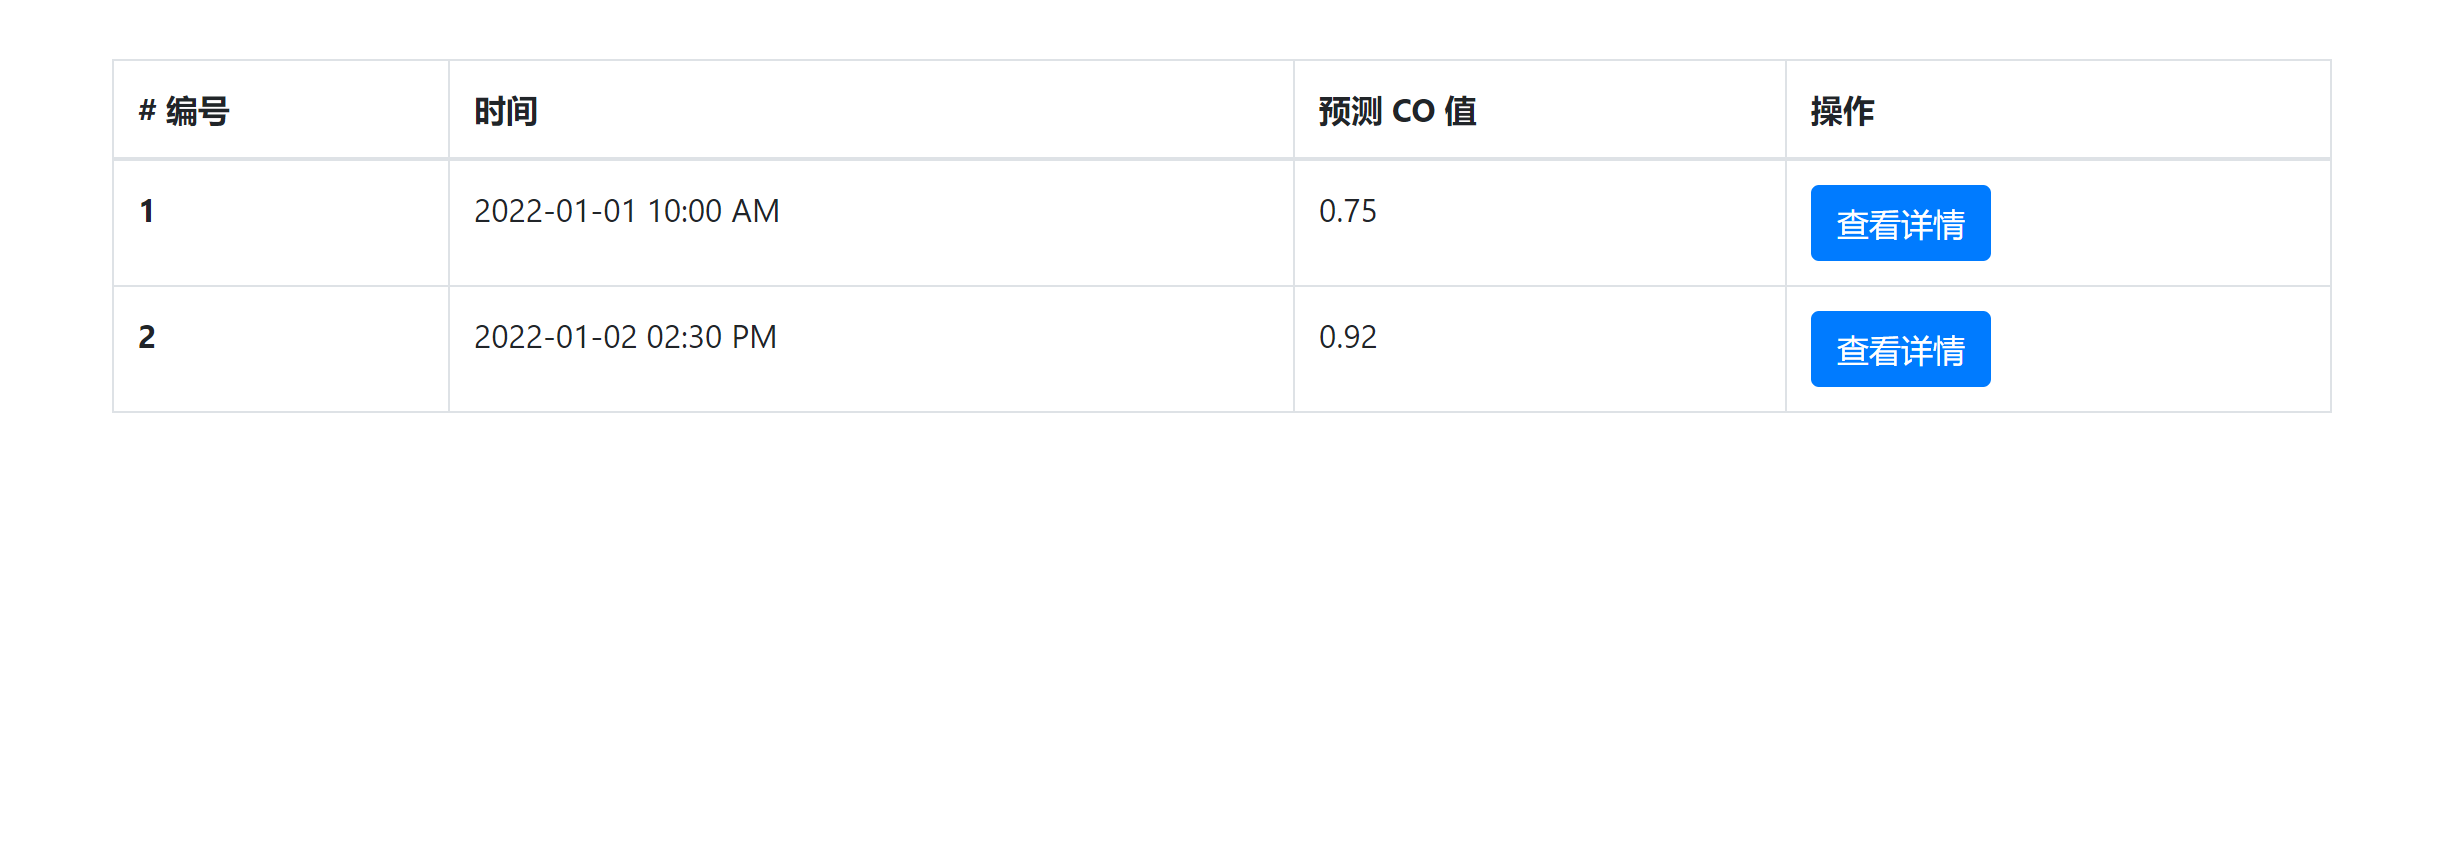 # 编号 时间 预测 CO 值 操作
1 2022-01-01 10:00 AM 0.75 查看详情
2 2022-01-02 02:30 PM 0.92 查看详情